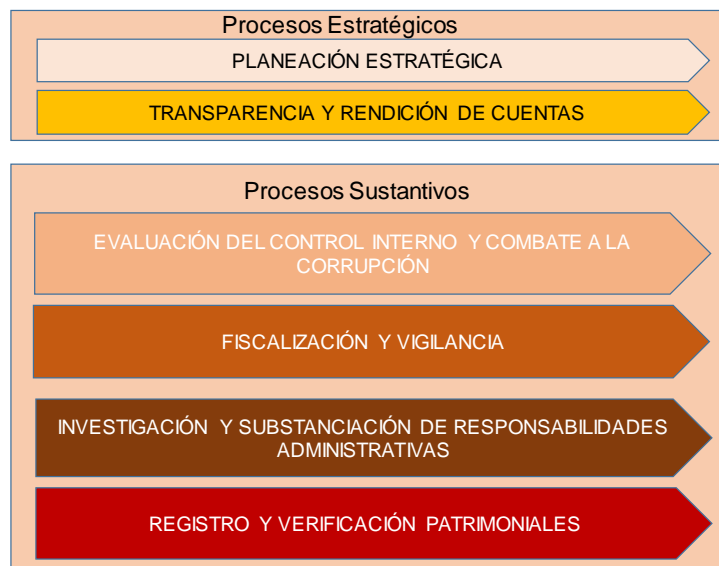 Procesos Estratégicos
PLANEACIÓN ESTRATÉGICA
TRANSPARENCIA Y RENDICIÓN DE CUENTAS
Procesos Sustantivos
EVALUACIÓN DEL CONTROL INTERNO Y COMBATE A LA
CORRUPCIÓN
FISCALIZACIÓN Y VIGILANCIA
INVESTIGACIÓN Y SUBSTANCIACIÓN DE RESPONSABILIDADES
ADMINISTRATIVAS
REGISTRO Y VERIFICACIÓN PATRIMONIALES